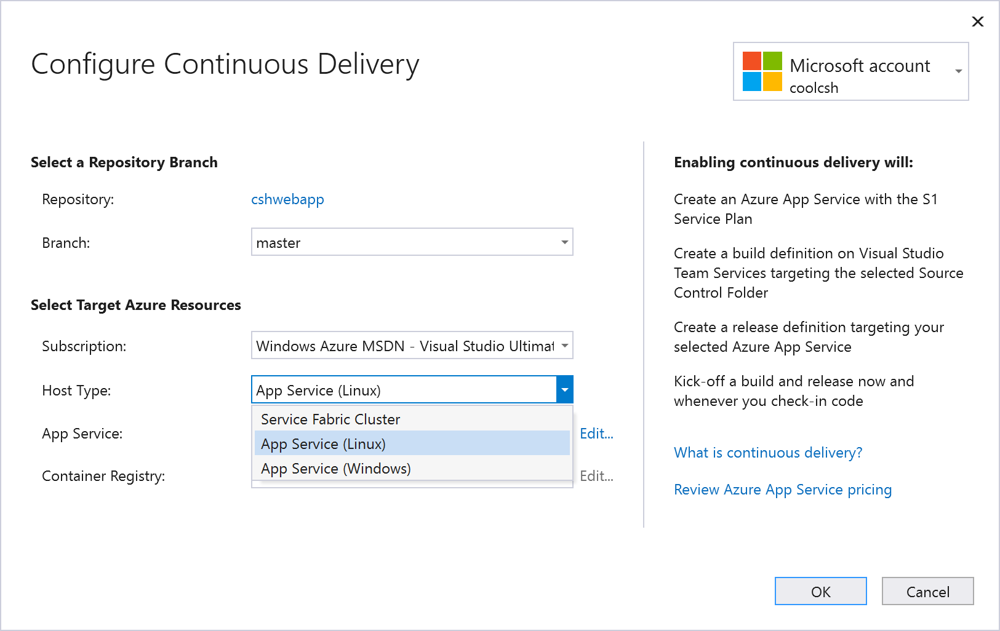 Configure Continuous Delivery
Microsoft account
coolcsh
Select a Repository Branch
Repository:
cshwebapp
Branch:
master
Select Target Azure Resources
Subscription:
Windows Azure MSDN - Visual Studio Ultimat
Host Type:
App Service (Linux)
Service Fabric Cluster
App Service (Linux)
App Service (Windows)
App Service:
Edit...
Container Registry:
Edit...
Enabling continuous delivery will:
Create an Azure App Service with the S1
Service Plan
Create a build definition on Visual Studio
Team Services targeting the selected Source
Control Folder
Create a release definition targeting your
selected Azure App Service
Kick-off a build and release now and
whenever you check-in code
What is continuous delivery?
Review Azure App Service pricing
OK
Cancel